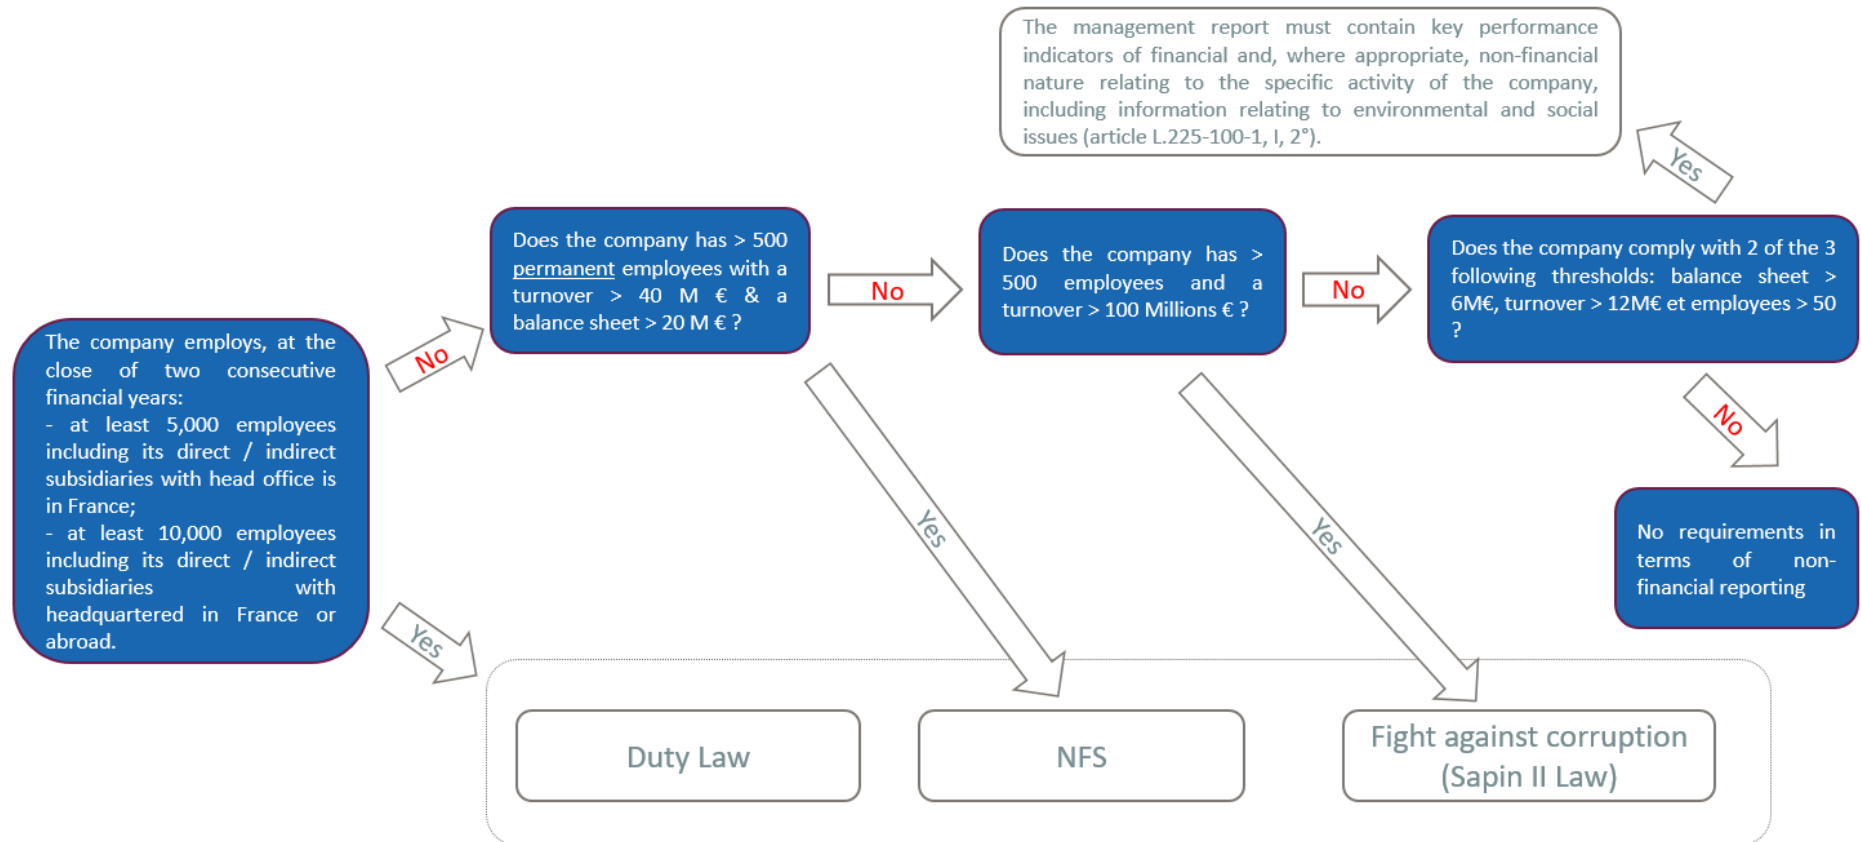 The management report must contain key performance
indicators of financial and, where appropriate, non-financial
nature relating to the specific activity of the company,
including information relating to environmental and social
issues (article L.225-100-1, I, 2°).
Yes
Does the company has > 500
permanent employees with a
turnover > 40 M € & a
balance sheet > 20 M € ?
No
Does the company has >
500 employees and a
turnover > 100 Millions € ?
No
Does the company comply with 2 of the 3
following thresholds: balance sheet >
6M€, turnover > 12M€ et employees > 50
?
The company employs, at the
close of two consecutive
financial years:
- at least 5,000 employees
including its direct / indirect
subsidiaries with head office is
in France;
- at least 10,000 employees
including its direct / indirect
subsidiaries with
headquartered in France or
abroad.
No
No
Yes
Yes
No requirements in
terms of non-
financial reporting
Yes
Duty Law
NFS
Fight against corruption
(Sapin II Law)